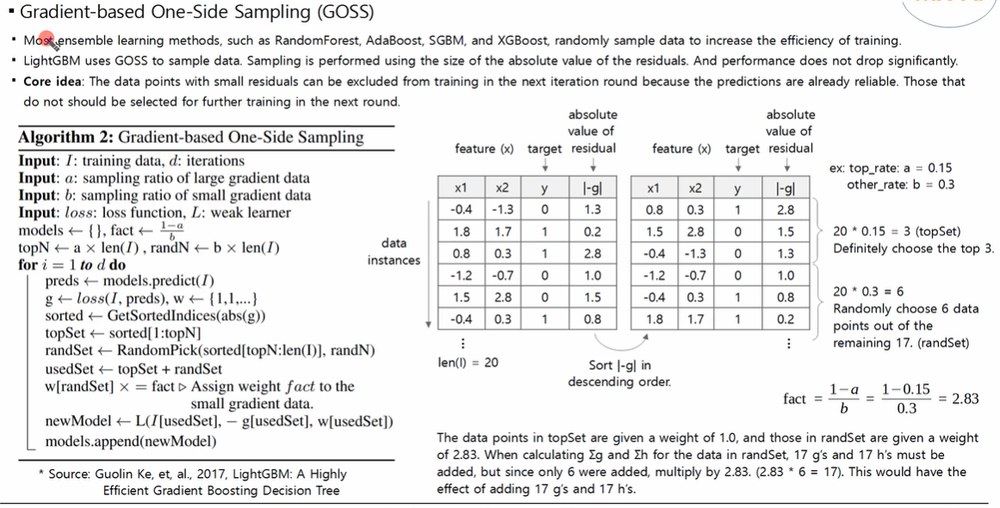 ▪ Gradient-based One-Side Sampling (GOSS)
▪ Most ensemble learning methods, such as RandomForest, AdaBoost, SGBM, and XGBoost, randomly sample data to increase the efficiency of training.
▪ LightGBM uses GOSS to sample data. Sampling is performed using the size of the absolute value of the residuals. And performance does not drop significantly.
▪ Core idea: The data points with small residuals can be excluded from training in the next iteration round because the predictions are already reliable. Those that
do not should be selected for further training in the next round.
Algorithm 2: Gradient-based One-Side Sampling
Input: I: training data, d: iterations
Input: a: sampling ratio of large gradient data
Input: b: sampling ratio of small gradient data
Input: loss: loss function, L: weak learner
models ← {}, fact ← (1−a)/b
topN ← a × len(I) , randN ← b × len(I)
for i = 1 to d do
preds ← models.predict(I)
g ← loss(I, preds), w ← {1,1,...}
sorted ← GetSortedIndices(abs(g))
topSet ← sorted[1:topN]
randSet ← RandomPick(sorted[topN:len(I)], randN)
usedSet ← topSet + randSet
w[randSet] × = fact ▷ Assign weight fact to the
small gradient data.
newModel ← L(I[usedSet], − g[usedSet], w[usedSet])
models.append(newModel)
* Source: Guolin Ke, et, al., 2017, LightGBM: A Highly
Efficient Gradient Boosting Decision Tree
absolute
value of
feature (x) target residual
x1 x2 y |-g|
-0.4 -1.3 0 1.3
1.8 1.7 1 0.2
0.8 0.3 1 2.8
-1.2 -0.7 0 1.0
1.5 2.8 0 1.5
-0.4 0.3 1 0.8
data
instances
⋮
len(I) = 20
Sort |-g| in
descending order.
absolute
value of
feature (x) target residual
x1 x2 y |-g|
0.8 0.3 1 2.8
1.5 2.8 0 1.5
-0.4 -1.3 0 1.3
-1.2 -0.7 0 1.0
-0.4 0.3 1 0.8
1.8 1.7 1 0.2
⋮
ex: top_rate: a = 0.15
other_rate: b = 0.3
20 * 0.15 = 3 (topSet)
Definitely choose the top 3.
20 * 0.3 = 6
Randomly choose 6 data
points out of the
remaining 17. (randSet)
fact = (1−a)/b = (1−0.15)/0.3 = 2.83
The data points in topSet are given a weight of 1.0, and those in randSet are given a weight
of 2.83. When calculating Σg and Σh for the data in randSet, 17 g's and 17 h's must be
added, but since only 6 were added, multiply by 2.83. (2.83 * 6 = 17). This would have the
effect of adding 17 g's and 17 h's.